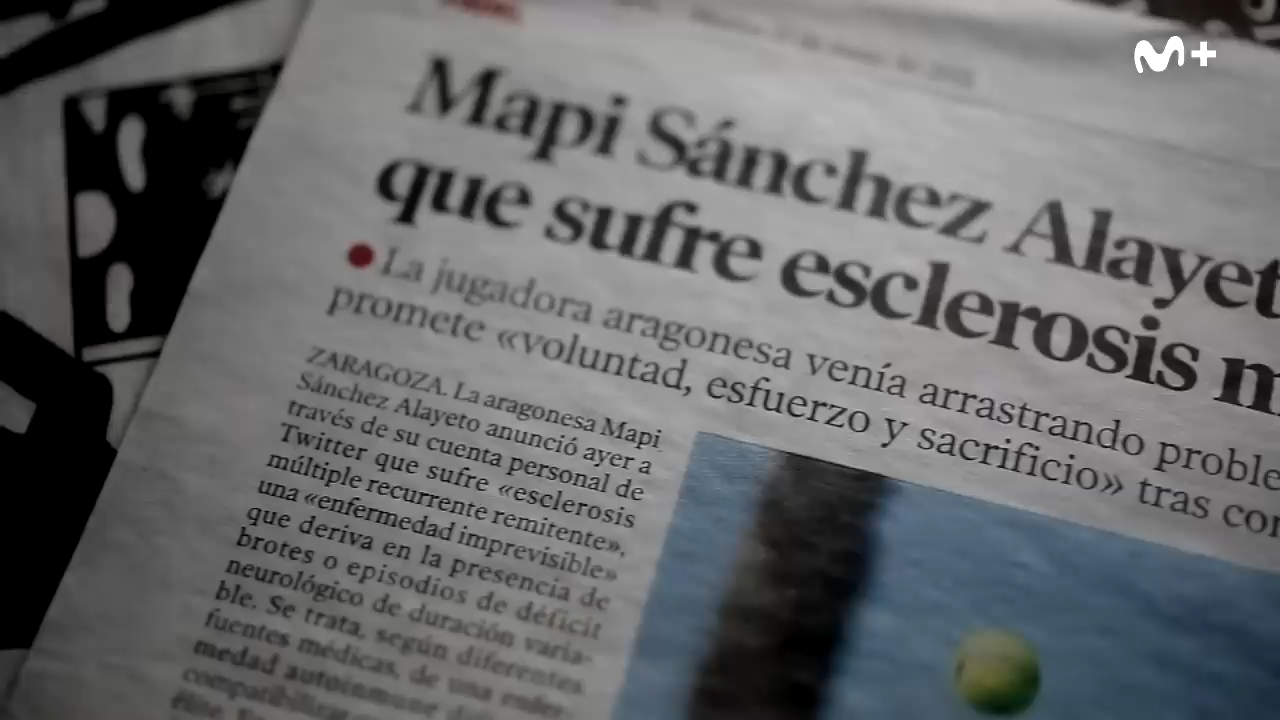 M+
Mapi Sánchez Alayet
que sufre esclerosis m
La jugadora aragonesa venía arrastrando proble
promete «voluntad, esfuerzo y sacrificio» tras con
ZARAGOZA. La aragonesa Mapi
Sánchez Alayeto anunció ayer a
través de su cuenta personal de
Twitter que sufre «esclerosis
múltiple recurrente remitente»,
una «enfermedad imprevisible»
que deriva en la presencia de
brotes o episodios de déficit
neurológico de duración varia-
ble. Se trata, según diferentes
fuentes médicas, de una enfer-
medad autoinmune